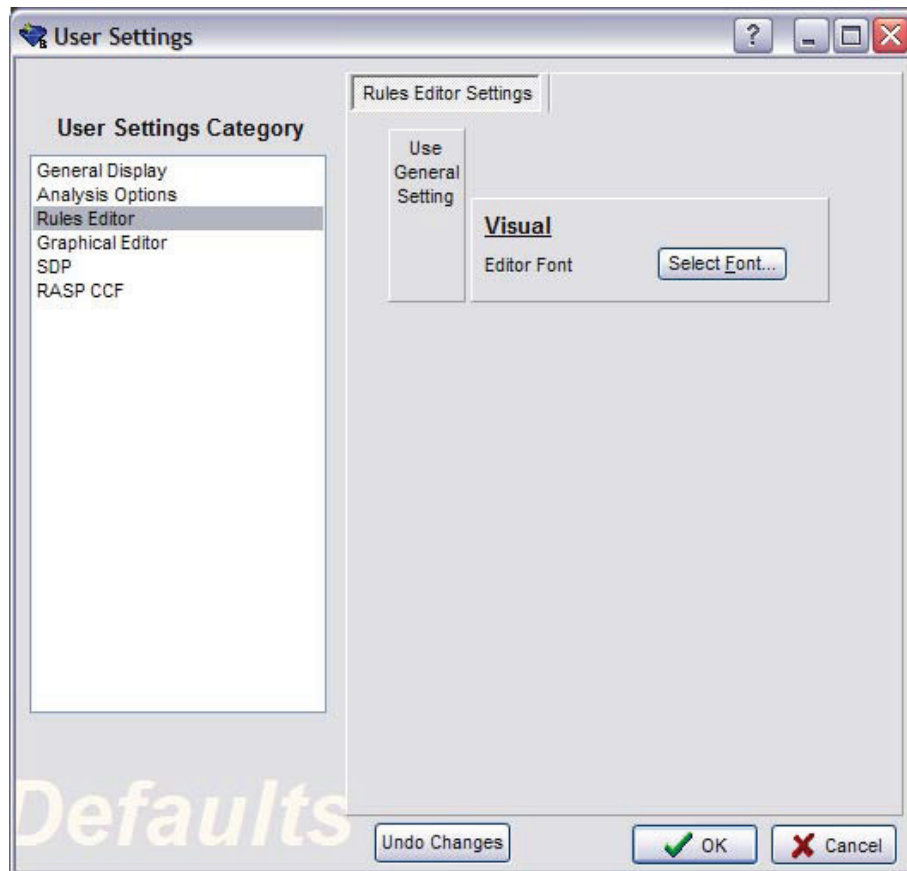 User Settings
?
User Settings Category
General Display
Analysis Options
Rules Editor
Graphical Editor
SDP
RASP CCF
Defaults
Rules Editor Settings
Use
General
Setting
Visual
Editor Font
Select Font...
Undo Changes
OK
Cancel